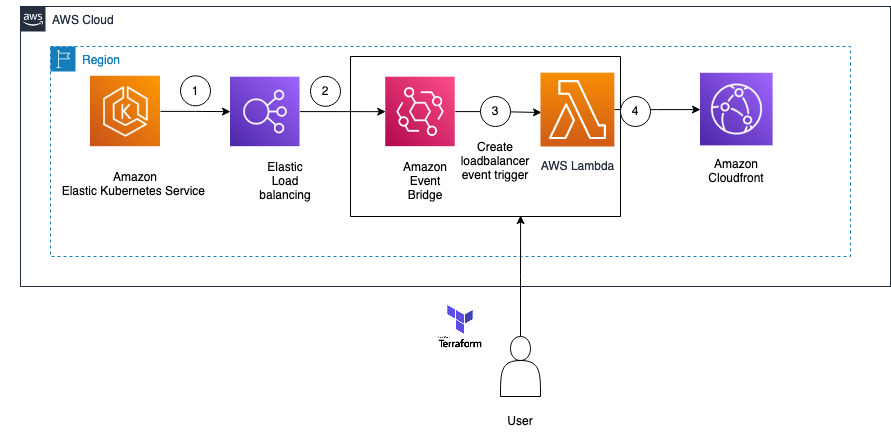 aws
AWS Cloud
Region
1
2
3
4
K
Create
loadbalancer
event trigger
Amazon
Elastic Kubernetes Service
Elastic
Load
balancing
Amazon
Event
Bridge
AWS Lambda
Amazon
Cloudfront
Terraform
User